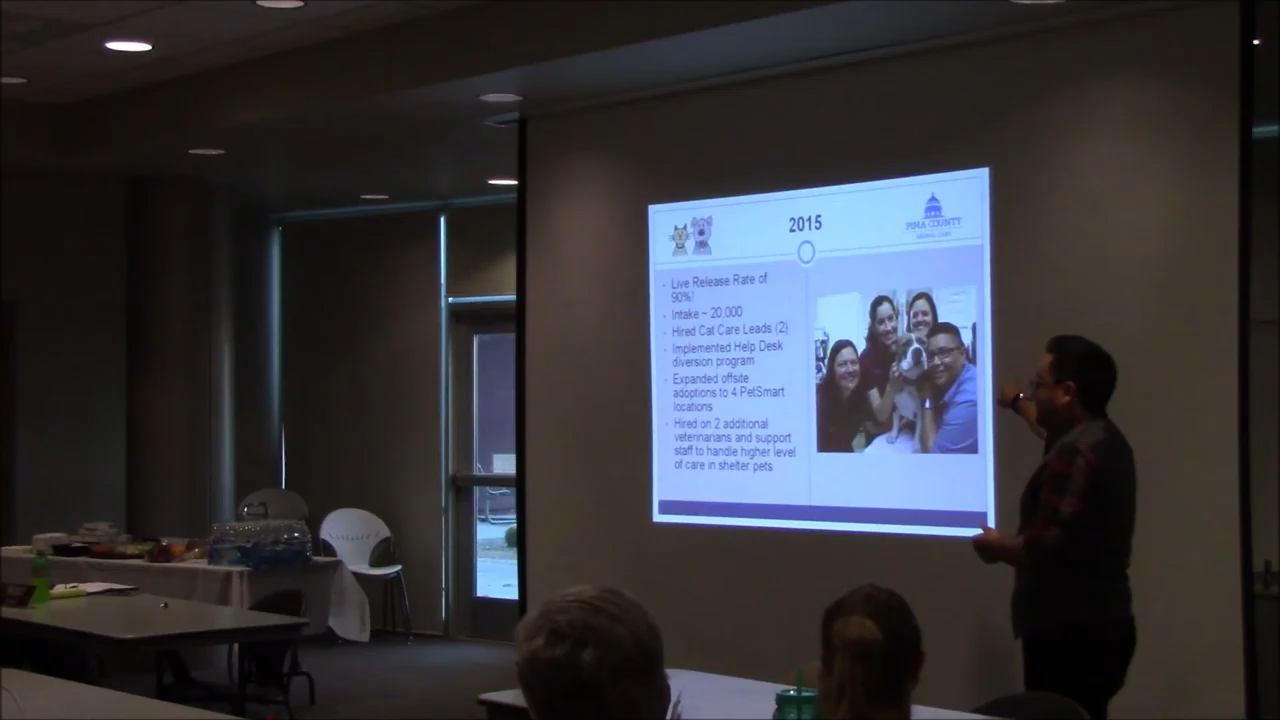 2015
PIMA COUNTY
ANIMAL CARE
Live Release Rate of
90%!
Intake ~ 20,000
Hired Cat Care Leads (2)
Implemented Help Desk
diversion program
Expanded offsite
adoptions to 4 PetSmart
locations
Hired on 2 additional
veterinarians and support
staff to handle higher level
of care in shelter pets